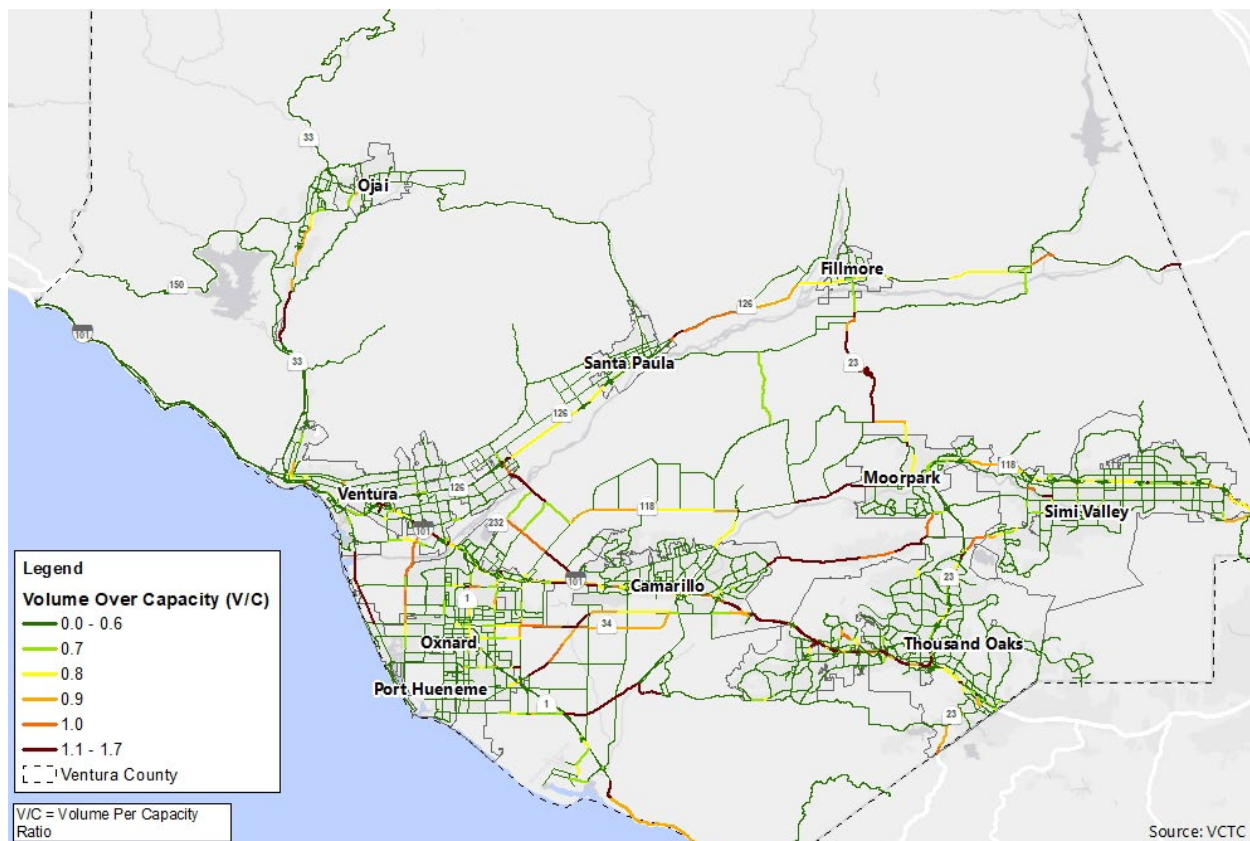 33
Ojai
150
101
33
Fillmore
126
Santa Paula
23
126
Moorpark
118
Simi Valley
Ventura
126
118
232
101
101
Camarillo
23
1
34
Oxnard
Thousand Oaks
Port Hueneme
1
23
Legend
Volume Over Capacity (V/C)
0.0 - 0.6
0.7
0.8
0.9
1.0
1.1 - 1.7
Ventura County
V/C = Volume Per Capacity
Ratio
Source: VCTC